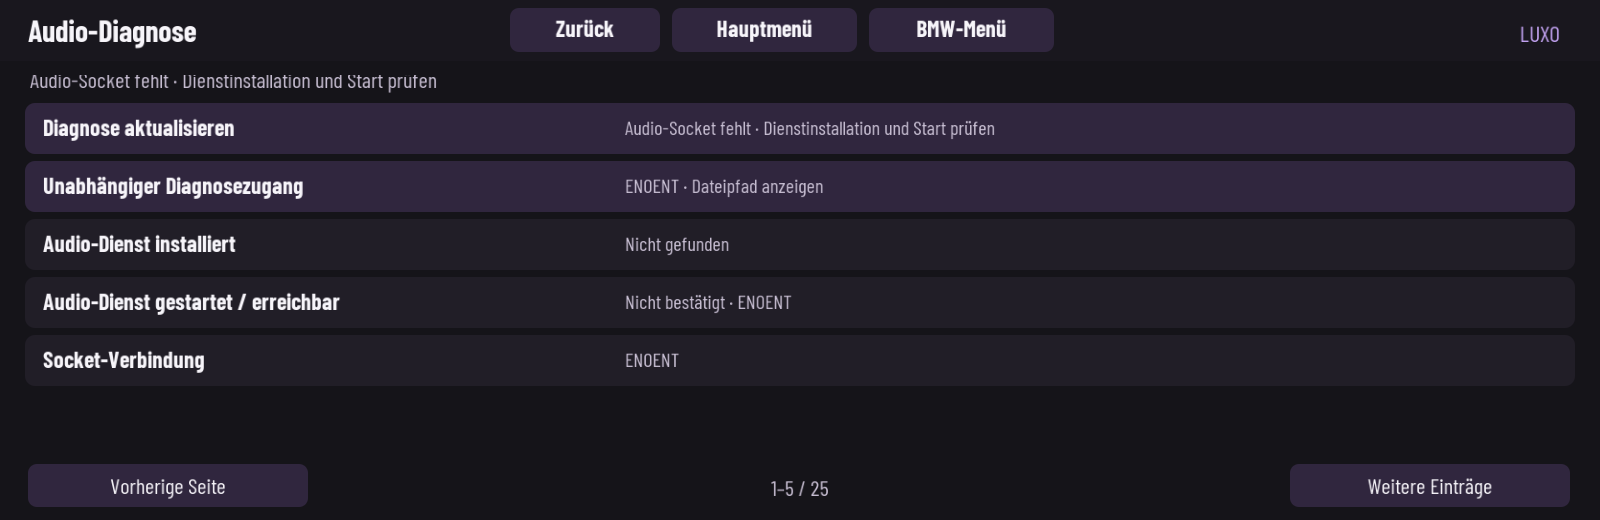 Audio-Diagnose
Zurück
Hauptmenü
BMW-Menü
LUXO
Audio-Socket fehlt · Dienstinstallation und Start prüfen
Diagnose aktualisieren
Audio-Socket fehlt · Dienstinstallation und Start prüfen
Unabhängiger Diagnosezugang
ENOENT · Dateipfad anzeigen
Audio-Dienst installiert
Nicht gefunden
Audio-Dienst gestartet / erreichbar
Nicht bestätigt · ENOENT
Socket-Verbindung
ENOENT
Vorherige Seite
1–5 / 25
Weitere Einträge